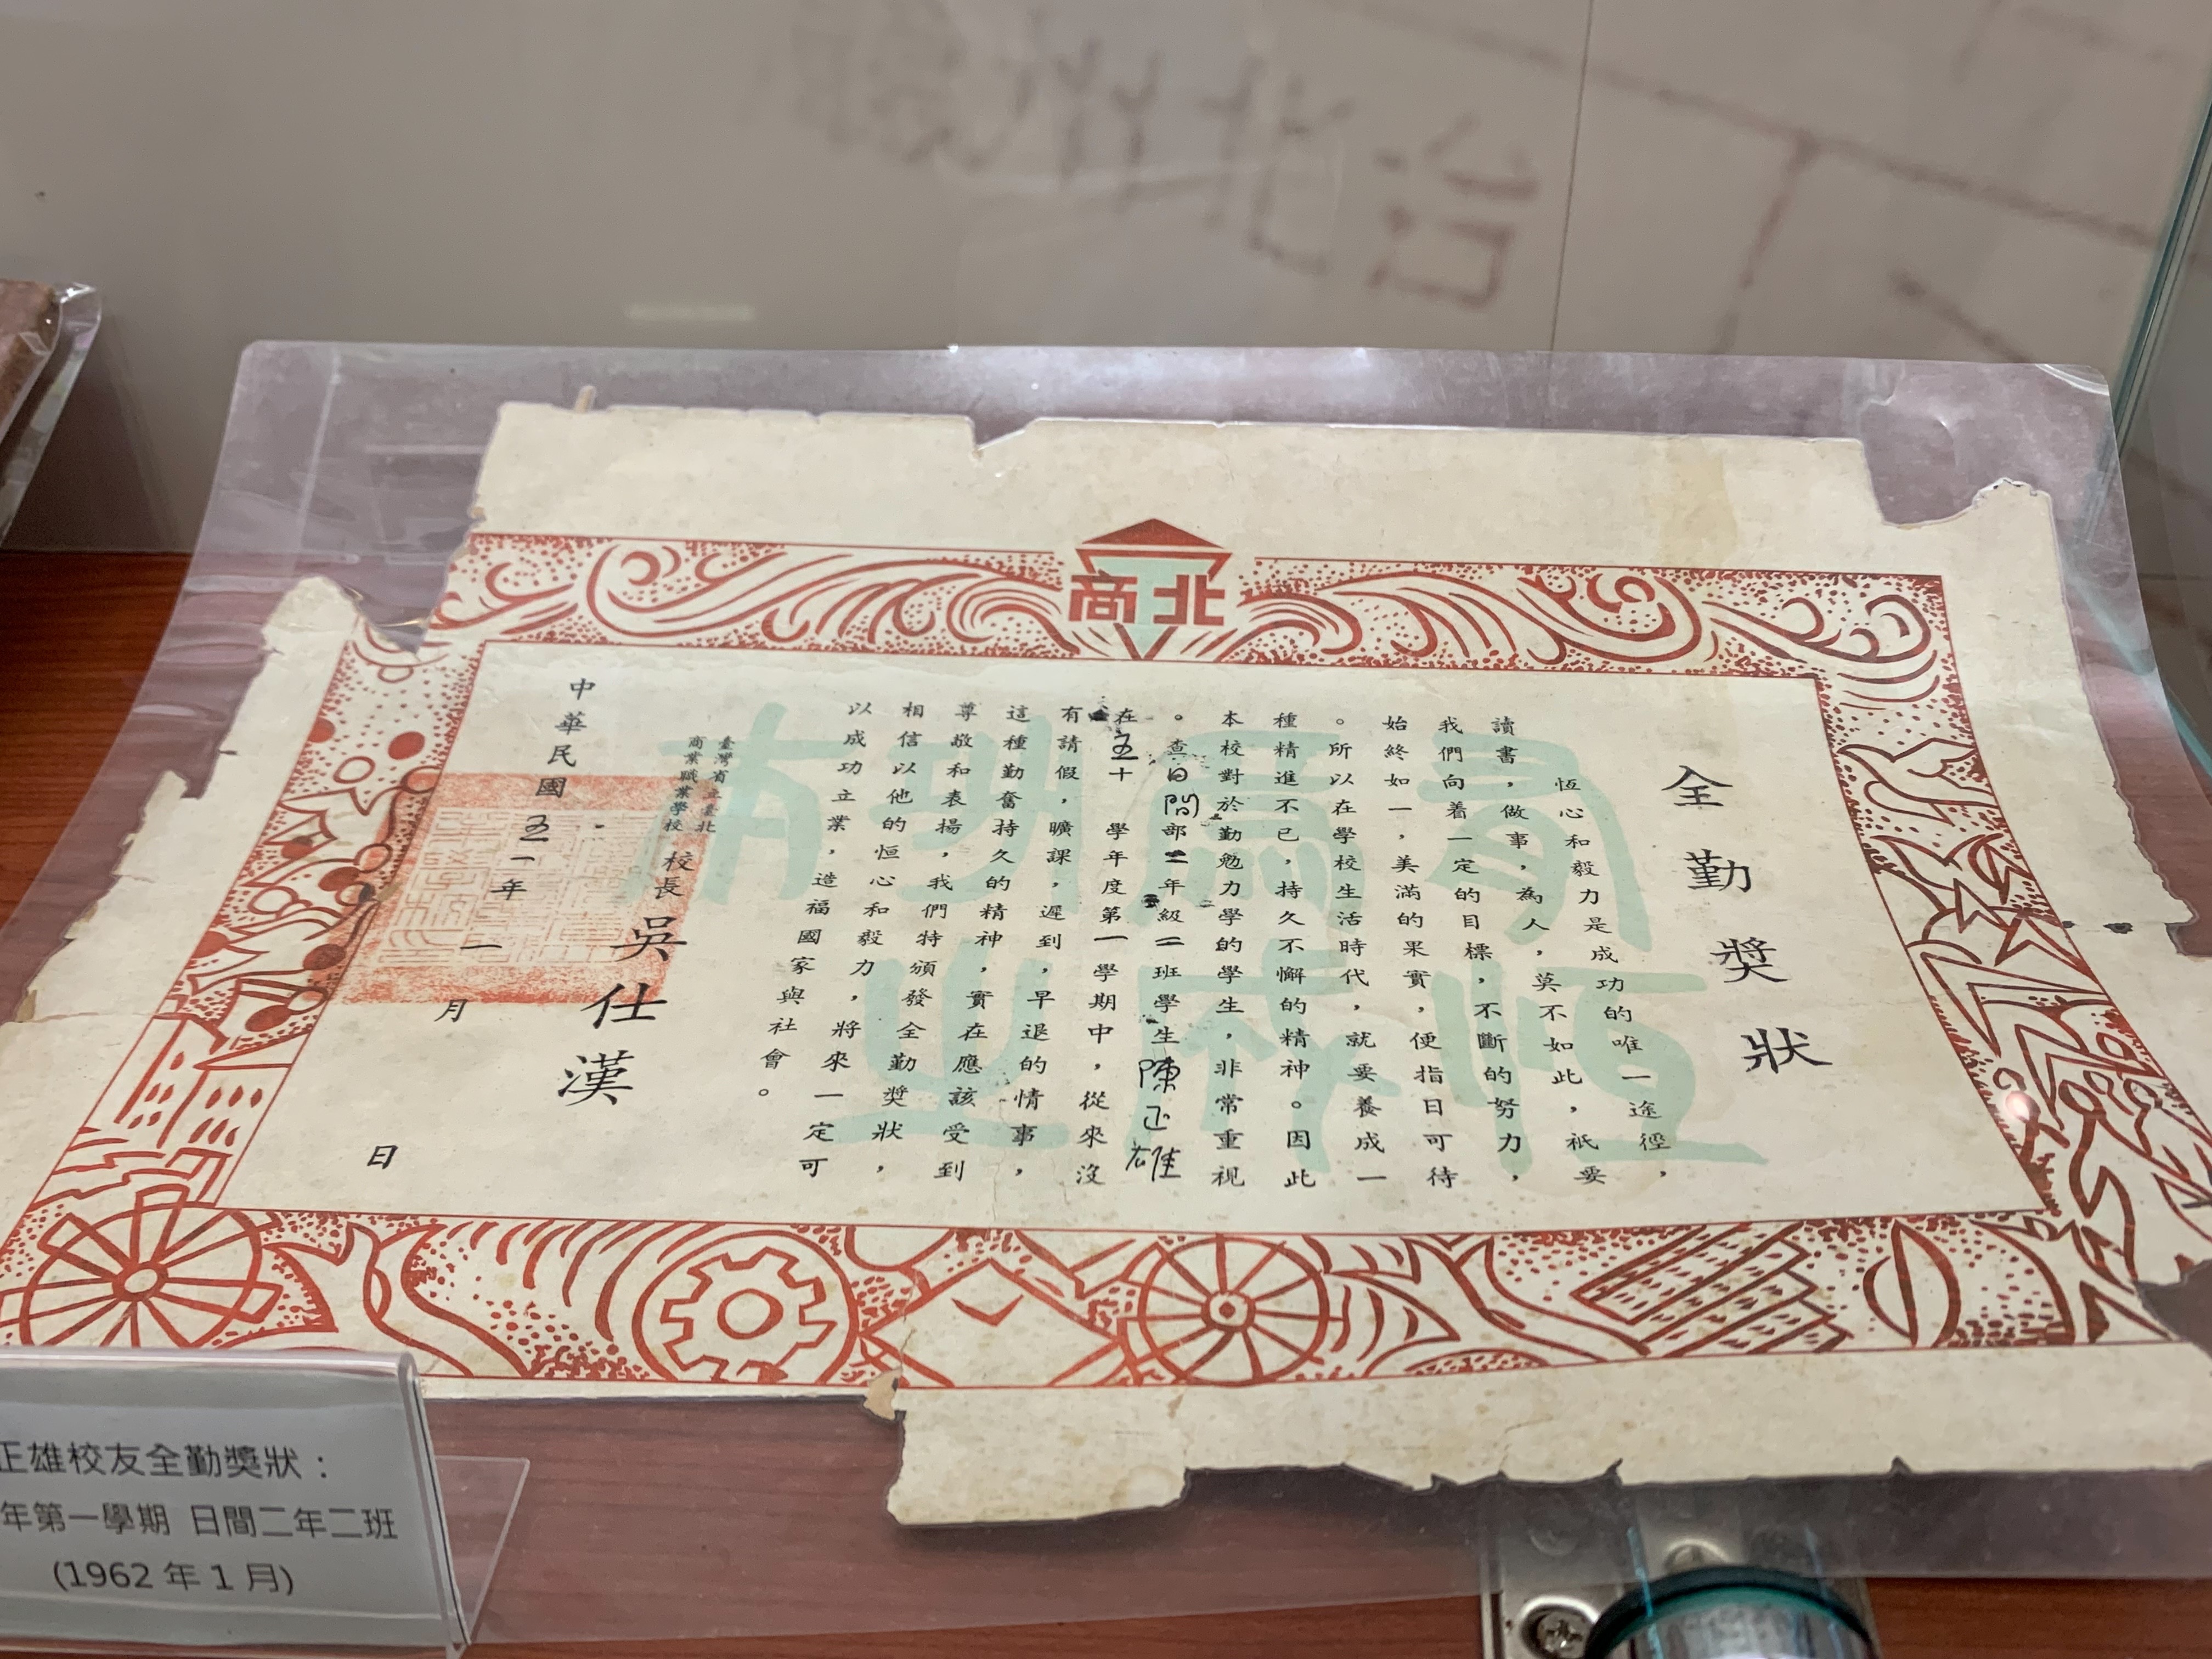 北商
全勤獎狀
恆心和毅力是成功的唯一途徑，
讀書，做事，為人，莫不如此，祇要
我們向着一定的目標，不斷的努力，
始終如一，美滿的果實，便指日可待
。所以在學校生活時代，就要養成一
種精進不已，持久不懈的精神。因此
本校對於勤勉力學的學生，非常重視
。查日間部二年級二班學生陳正雄
在五十學年度第一學期中，從來沒
有請假，曠課，遲到，早退的情事，
這種勤奮持久的精神，實在應該受到
尊敬和表揚，我們特頒發全勤獎狀，
相信以他的恒心和毅力，將來一定可
以成功立業，造福國家與社會。
臺灣省立臺北
商業職業學校
校長吳仕漢
中華民國五一年一月日
正雄校友全勤獎狀：
年第一學期 日間二年二班
(1962年1月)